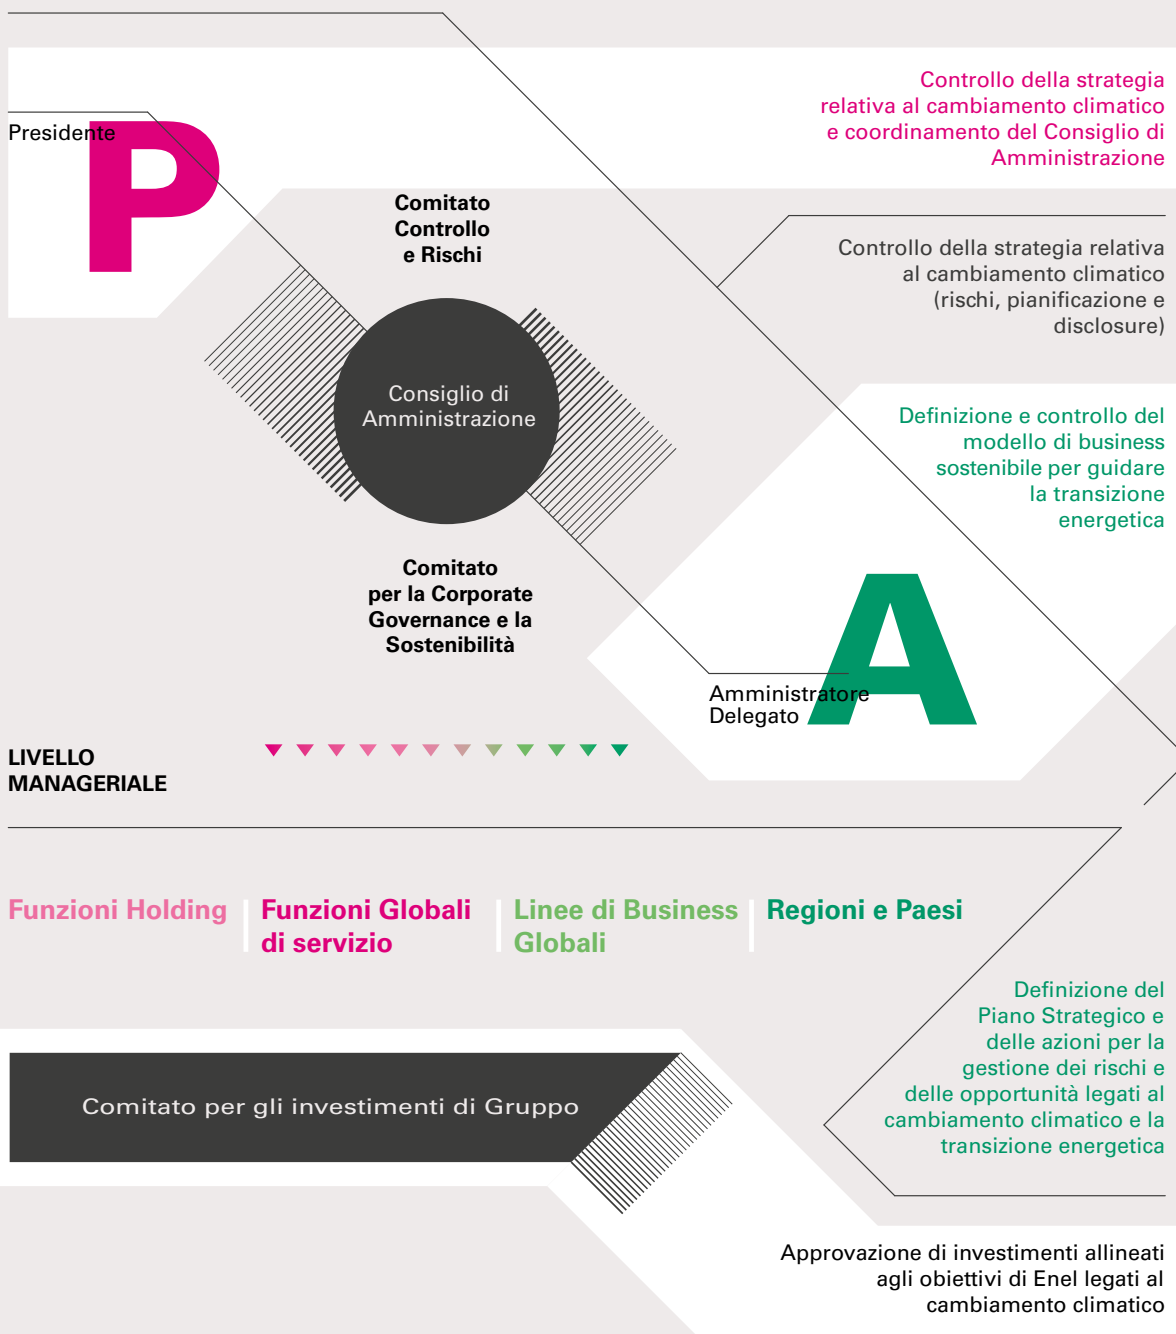 Controllo della strategia
relativa al cambiamento climatico
e coordinamento del Consiglio di
Amministrazione
Presidente
P
Comitato
Controllo
e Rischi
Controllo della strategia relativa
al cambiamento climatico
(rischi, pianificazione e
disclosure)
Consiglio di
Amministrazione
Definizione e controllo del
modello di business
sostenibile per guidare
la transizione
energetica
Comitato
per la Corporate
Governance e la
Sostenibilità
A
Amministratore
Delegato
LIVELLO
MANAGERIALE
Funzioni Holding
Funzioni Globali
di servizio
Linee di Business
Globali
Regioni e Paesi
Definizione del
Piano Strategico e
delle azioni per la
gestione dei rischi e
delle opportunità legati al
cambiamento climatico e la
transizione energetica
Comitato per gli investimenti di Gruppo
Approvazione di investimenti allineati
agli obiettivi di Enel legati al
cambiamento climatico